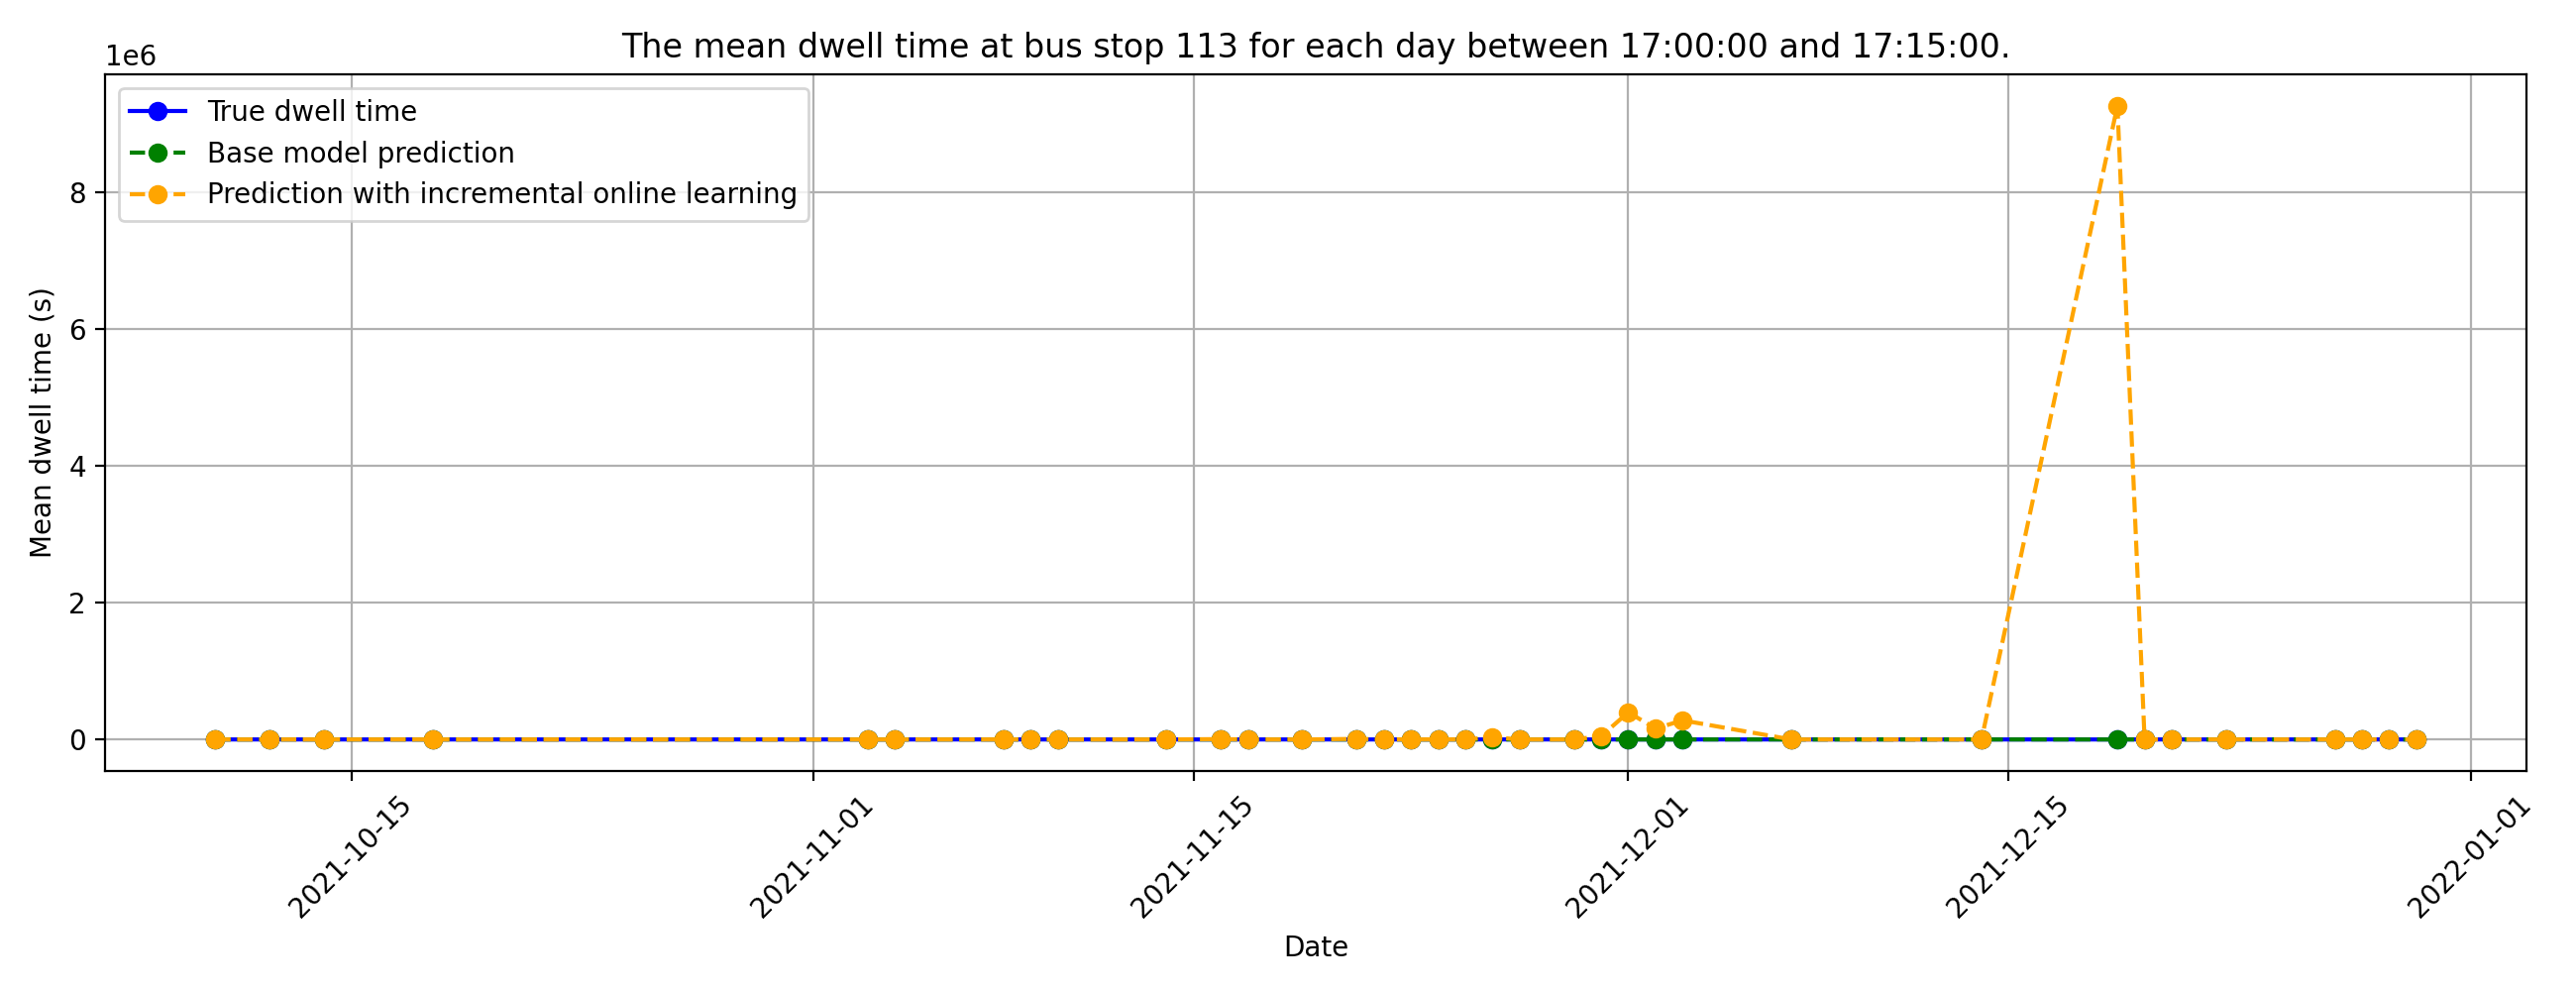 The mean dwell time at bus stop 113 for each day between 17:00:00 and 17:15:00.
1e6
True dwell time
Base model prediction
Prediction with incremental online learning
Mean dwell time (s)
8
6
4
2
0
2021-10-15
2021-11-01
2021-11-15
2021-12-01
2021-12-15
2022-01-01
Date